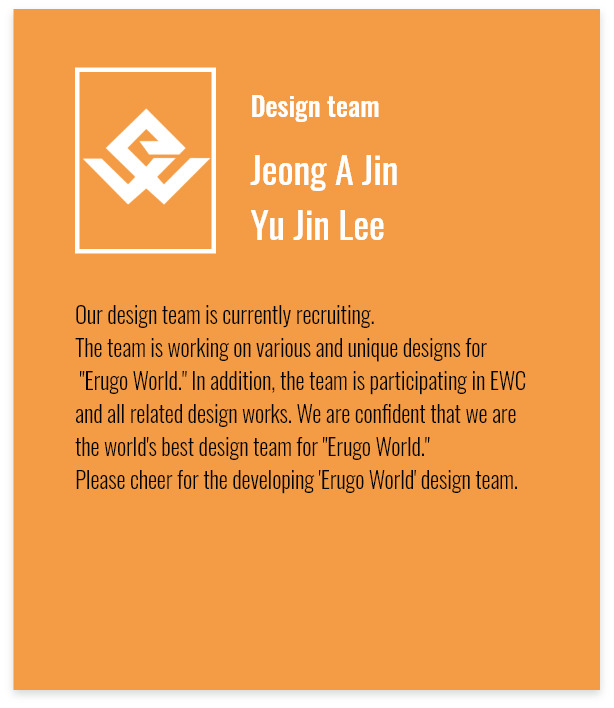 Design team
Jeong A Jin
Yu Jin Lee
Our design team is currently recruiting.
The team is working on various and unique designs for
"Erugo World." In addition, the team is participating in EWC
and all related design works. We are confident that we are
the world's best design team for "Erugo World."
Please cheer for the developing 'Erugo World' design team.